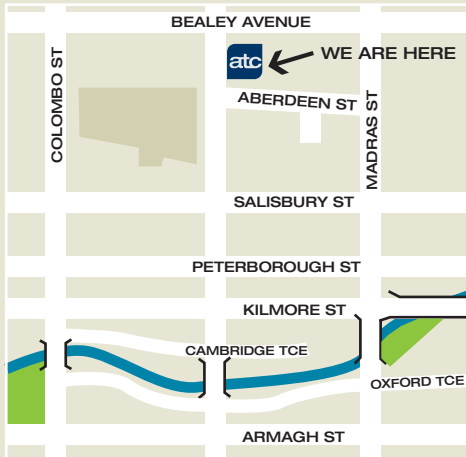 BEALEY AVENUE
atc
WE ARE HERE
COLOMBO ST
ABERDEEN ST
MADRAS ST
SALISBURY ST
PETERBOROUGH ST
KILMORE ST
CAMBRIDGE TCE
OXFORD TCE
ARMAGH ST